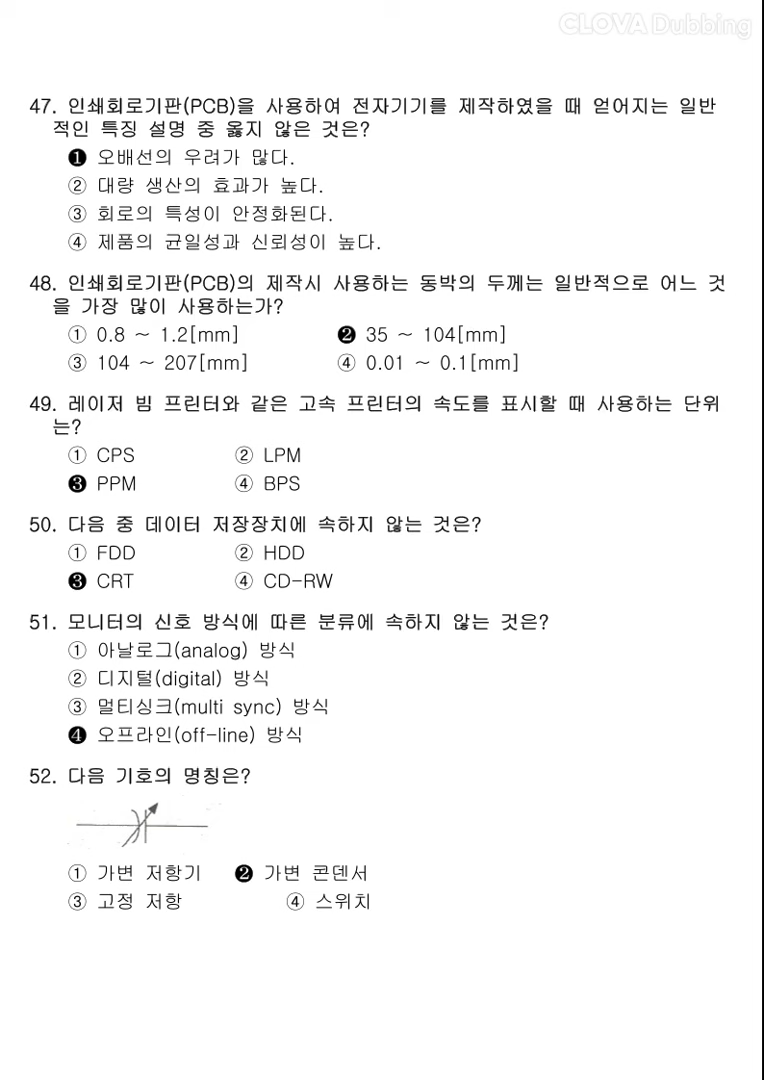 CLOVA Dubbing
47. 인쇄회로기판(PCB)을 사용하여 전자기기를 제작하였을 때 얻어지는 일반
적인 특징 설명 중 옳지 않은 것은?
❶ 오배선의 우려가 많다.
② 대량 생산의 효과가 높다.
③ 회로의 특성이 안정화된다.
④ 제품의 균일성과 신뢰성이 높다.
48. 인쇄회로기판(PCB)의 제작시 사용하는 동박의 두께는 일반적으로 어느 것
을 가장 많이 사용하는가?
① 0.8 ~ 1.2[mm] ❷ 35 ~ 104[mm]
③ 104 ~ 207[mm] ④ 0.01 ~ 0.1[mm]
49. 레이저 빔 프린터와 같은 고속 프린터의 속도를 표시할 때 사용하는 단위
는?
① CPS ② LPM
❸ PPM ④ BPS
50. 다음 중 데이터 저장장치에 속하지 않는 것은?
① FDD ② HDD
❸ CRT ④ CD-RW
51. 모니터의 신호 방식에 따른 분류에 속하지 않는 것은?
① 아날로그(analog) 방식
② 디지털(digital) 방식
③ 멀티싱크(multi sync) 방식
❹ 오프라인(off-line) 방식
52. 다음 기호의 명칭은?
① 가변 저항기 ❷ 가변 콘덴서
③ 고정 저항 ④ 스위치